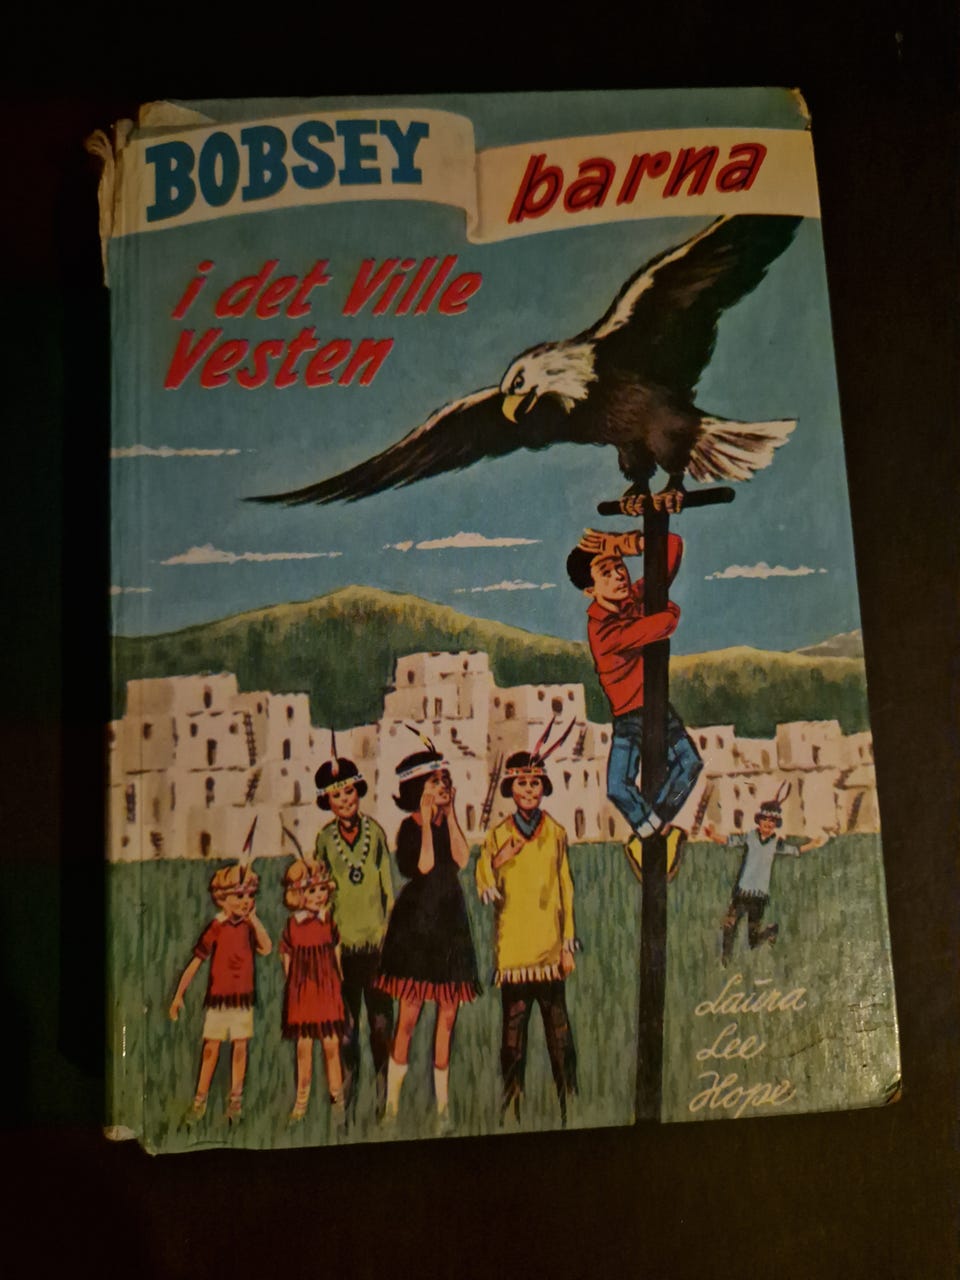 BOBSEY barna
i det Ville
Vesten
Laura
Lee
Hope